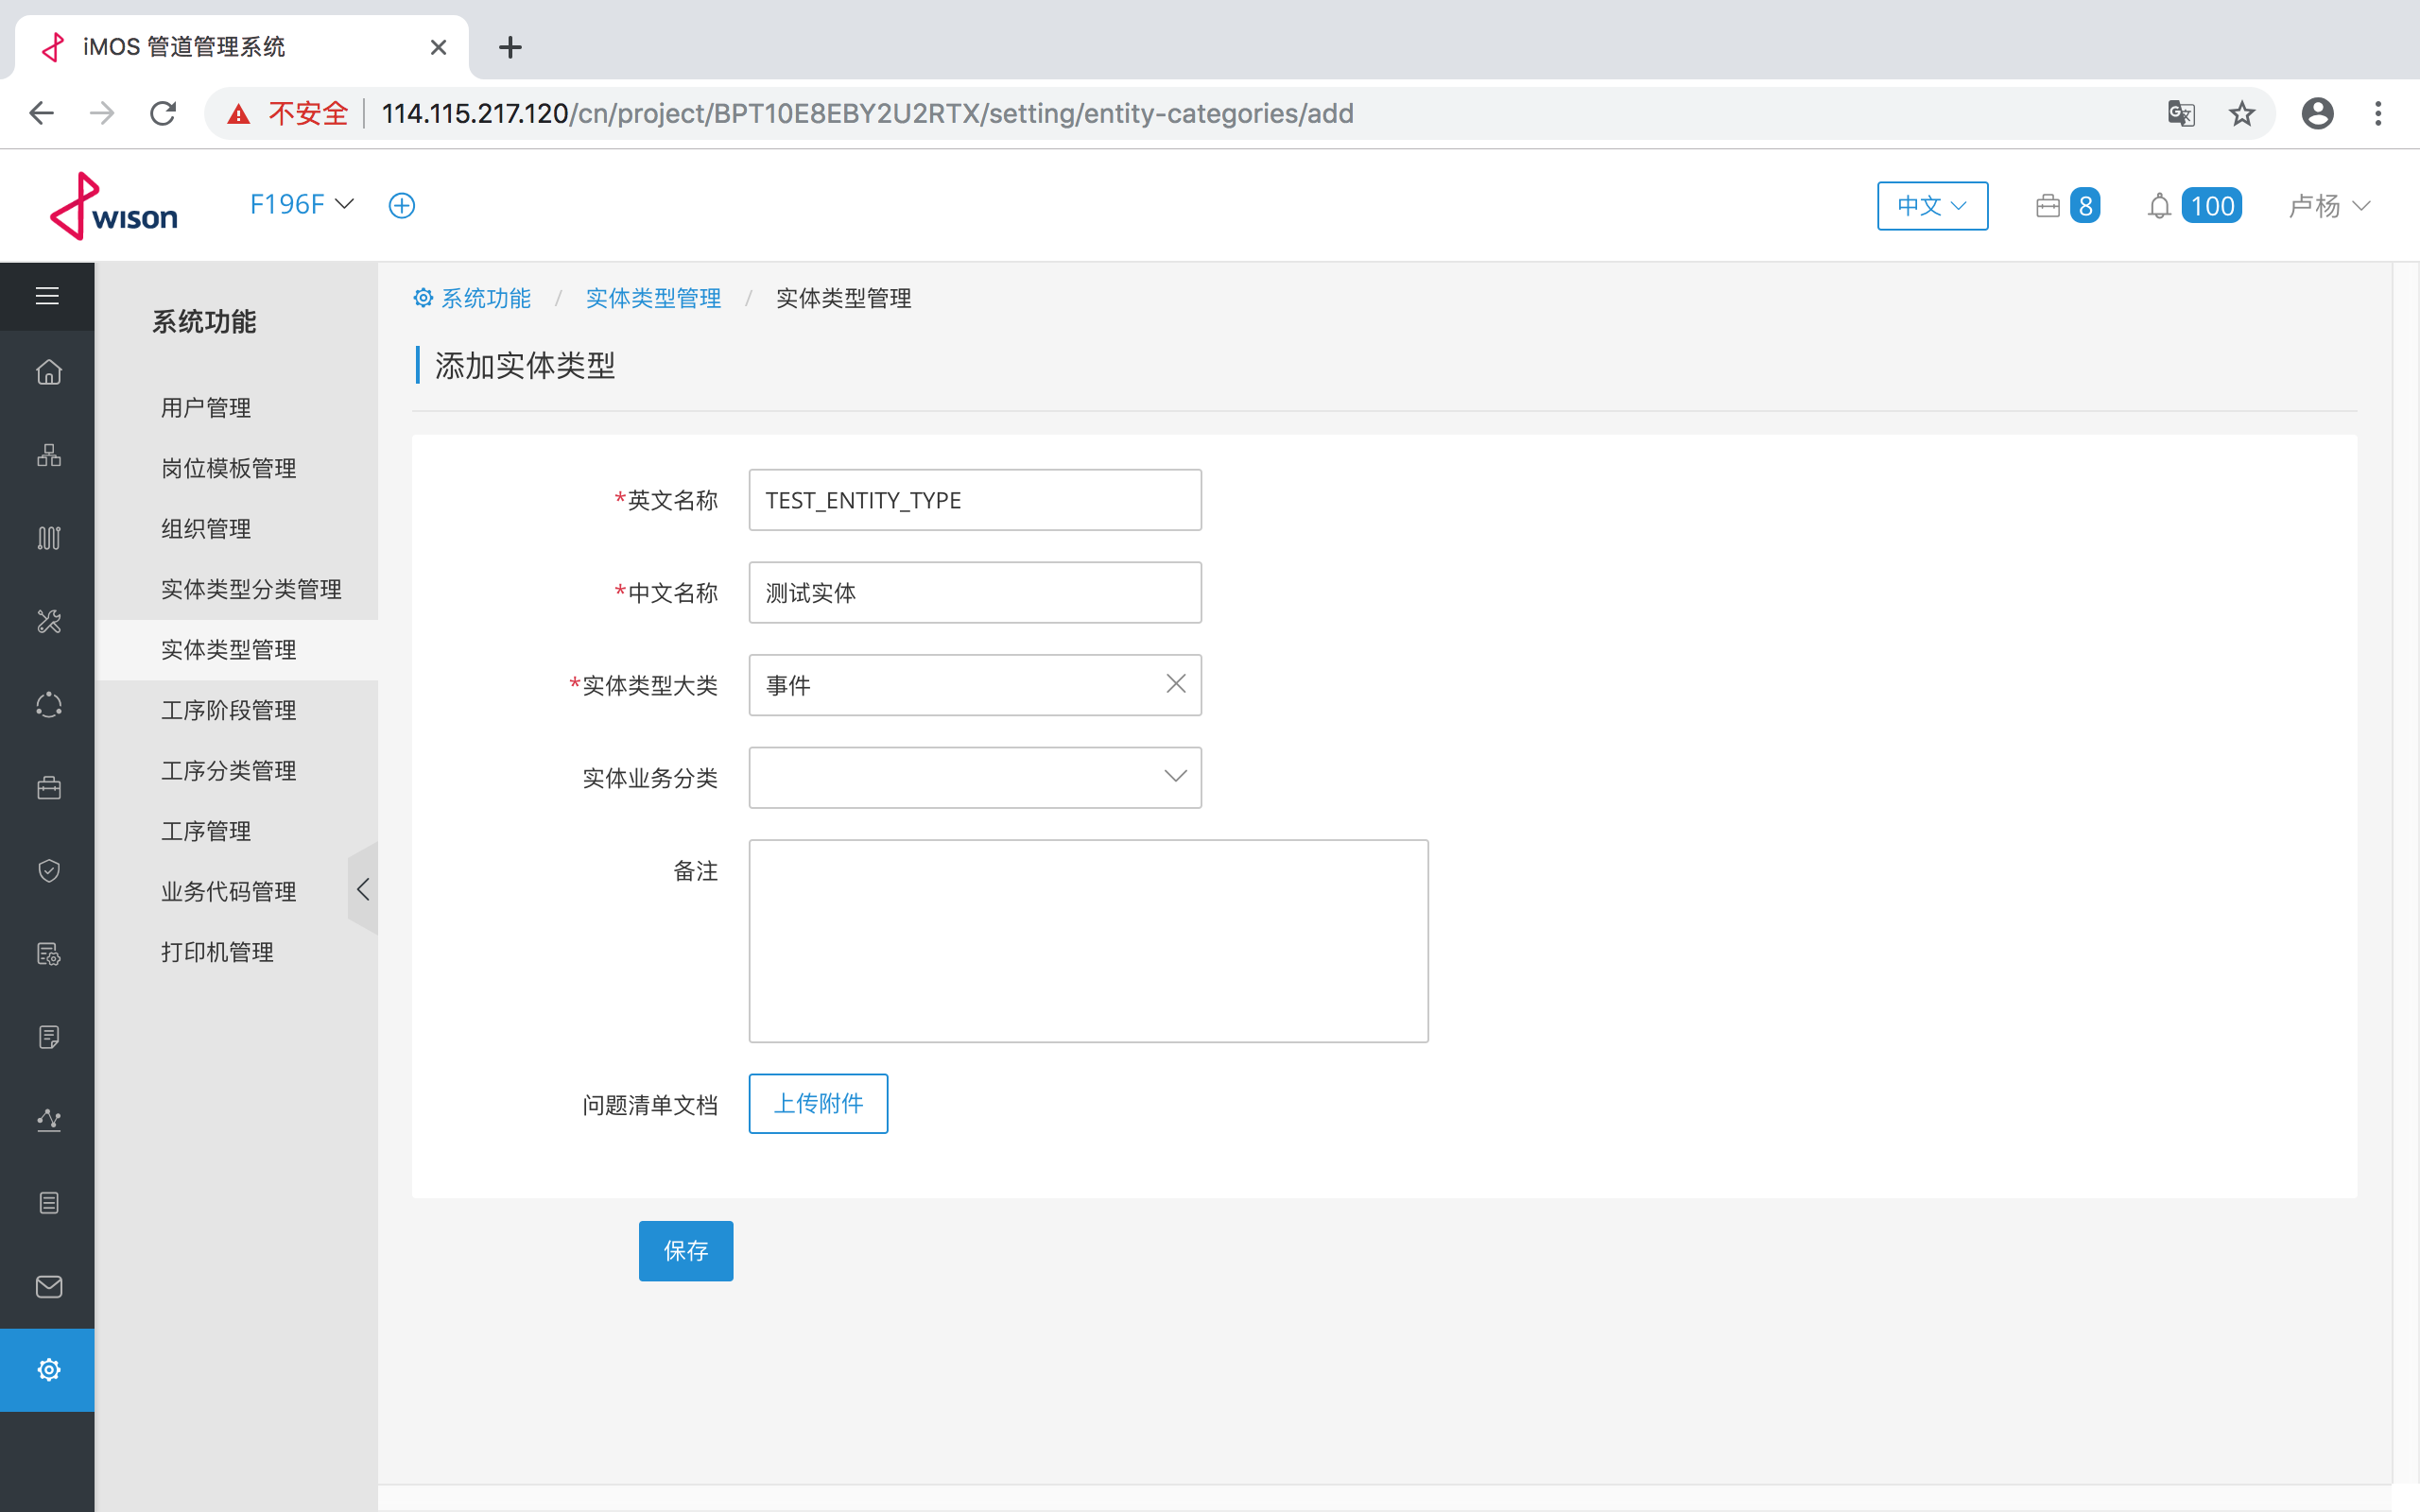 iMOS 管道管理系统
不安全 114.115.217.120/cn/project/BPT10E8EBY2U2RTX/setting/entity-categories/add
wison F196F 中文 8 100 卢杨
系统功能
用户管理
岗位模板管理
组织管理
实体类型分类管理
实体类型管理
工序阶段管理
工序分类管理
工序管理
业务代码管理
打印机管理
系统功能 / 实体类型管理 / 实体类型管理
添加实体类型
*英文名称 TEST_ENTITY_TYPE
*中文名称 测试实体
*实体类型大类 事件
实体业务分类
备注
问题清单文档 上传附件
保存